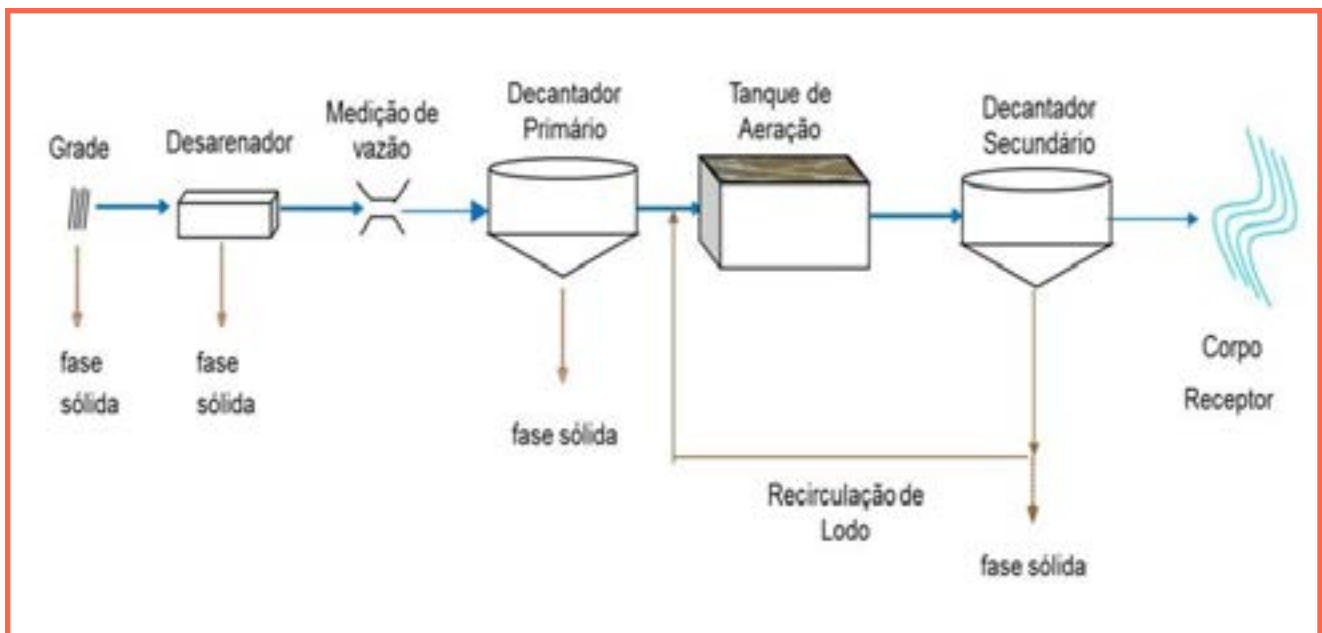 Grade
Desarenador
Medição de
vazão
Decantador
Primário
Tanque de
Aeração
Decantador
Secundário
fase
sólida
fase
sólida
fase sólida
Recirculação de
Lodo
fase sólida
Corpo
Receptor